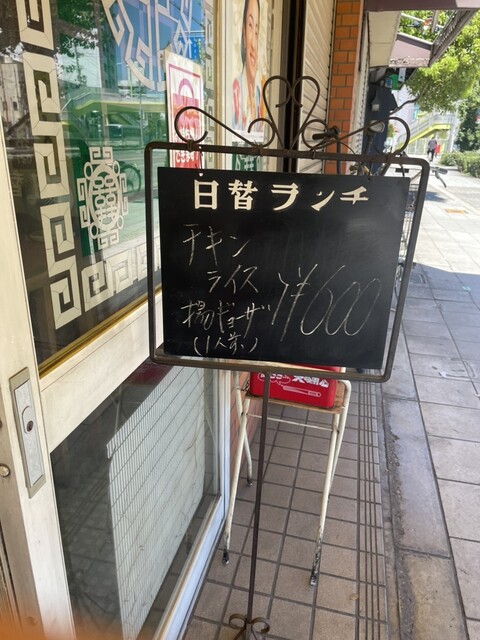 日替ランチ
チキン
ライス
揚ギョーザ
(1人前)
¥600